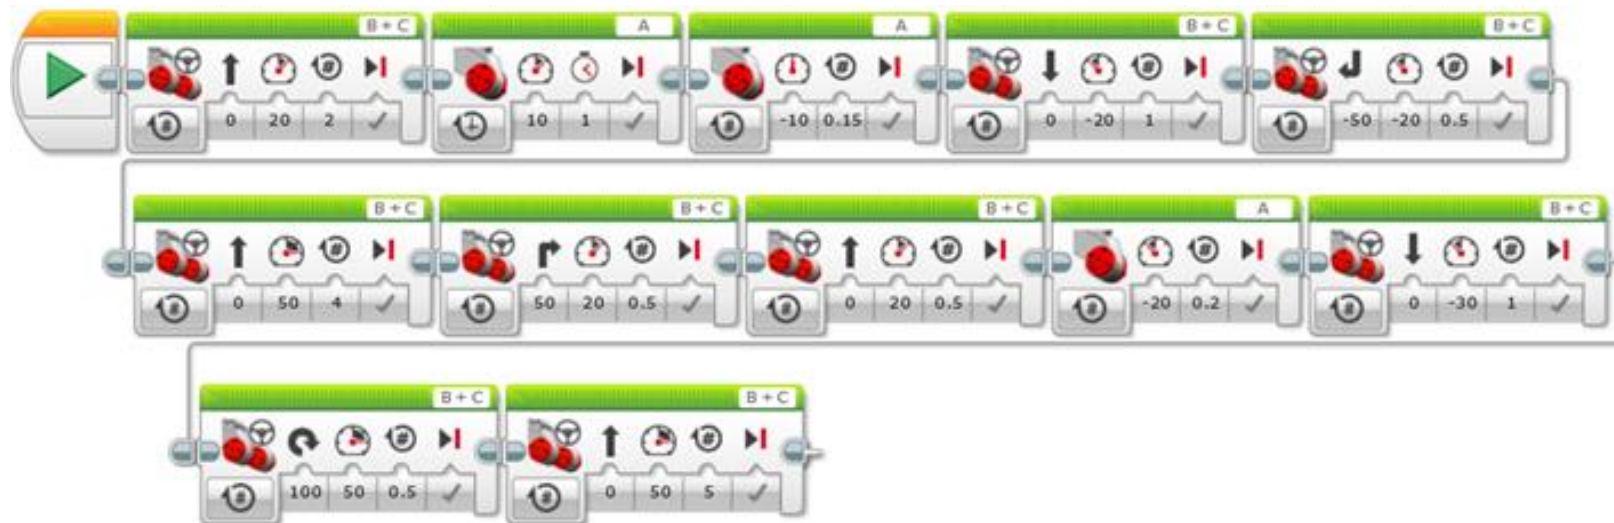 B + C A A B + C B + C
0 20 2 10 1 -10 0.15 0 -20 1 -50 -20 0.5
B + C B + C B + C A B + C
0 50 4 50 20 0.5 0 20 0.5 -20 0.2 0 -30 1
B + C B + C
100 50 0.5 0 50 5